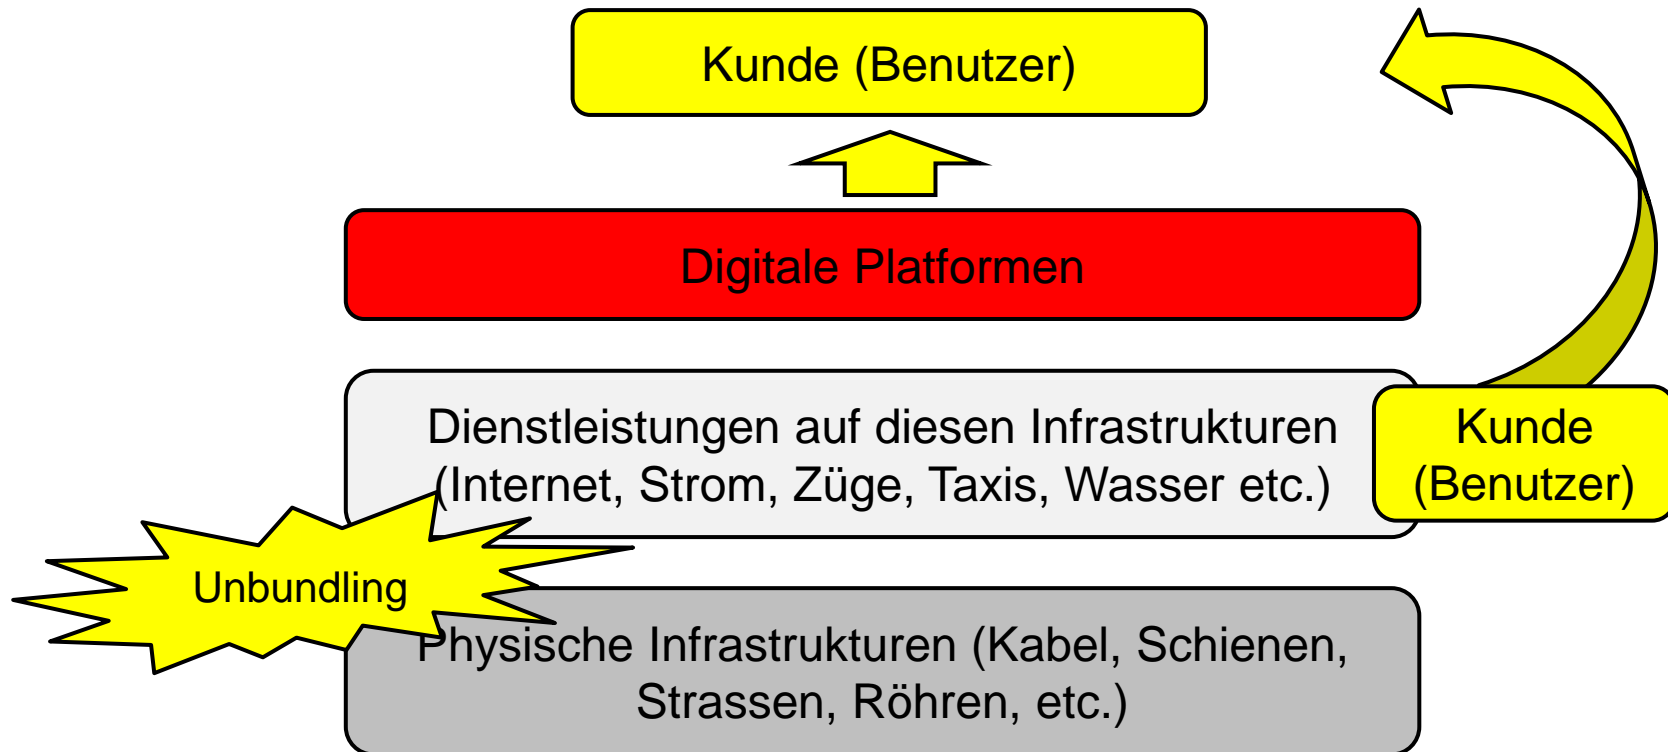 Kunde (Benutzer)
Digitale Platformen
Dienstleistungen auf diesen Infrastrukturen
(Internet, Strom, Züge, Taxis, Wasser etc.)
Kunde
(Benutzer)
Unbundling
Physische Infrastrukturen (Kabel, Schienen,
Strassen, Röhren, etc.)